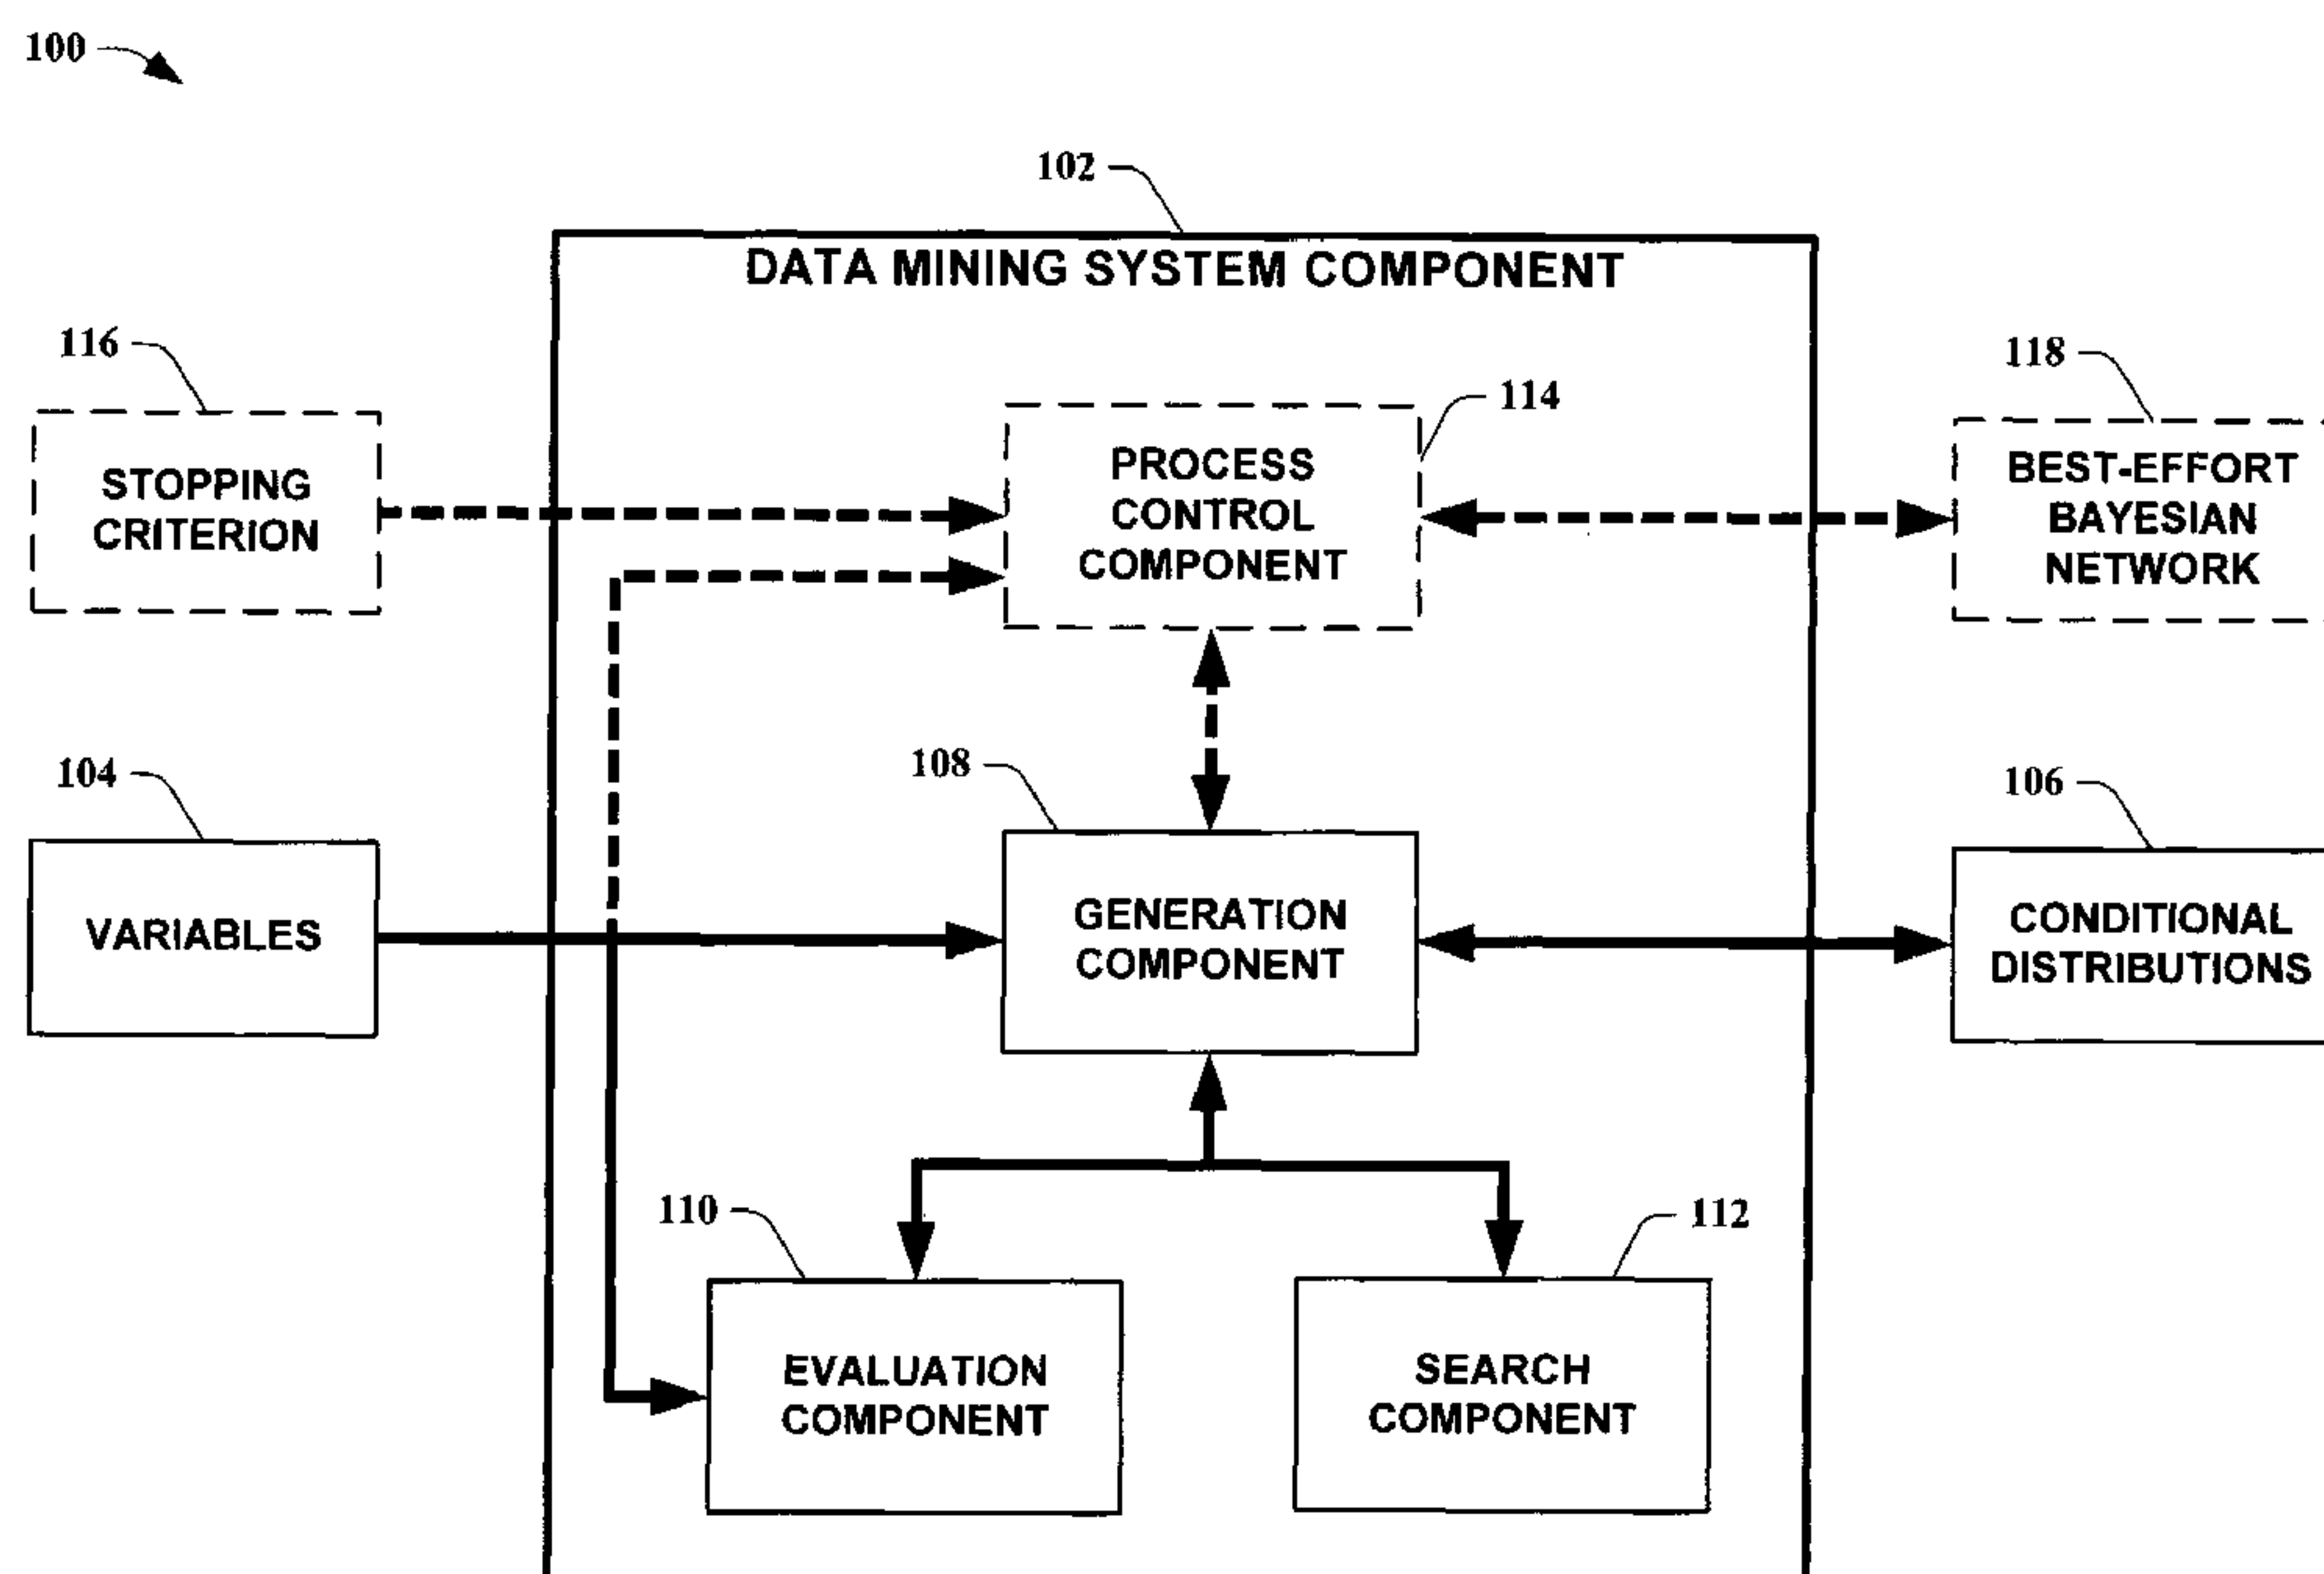 100
102
DATA MINING SYSTEM COMPONENT
116
118
114
STOPPING
CRITERION
PROCESS
CONTROL
COMPONENT
BEST-EFFORT
BAYESIAN
NETWORK
104
108
106
VARIABLES
GENERATION
COMPONENT
CONDITIONAL
DISTRIBUTIONS
110
112
EVALUATION
COMPONENT
SEARCH
COMPONENT